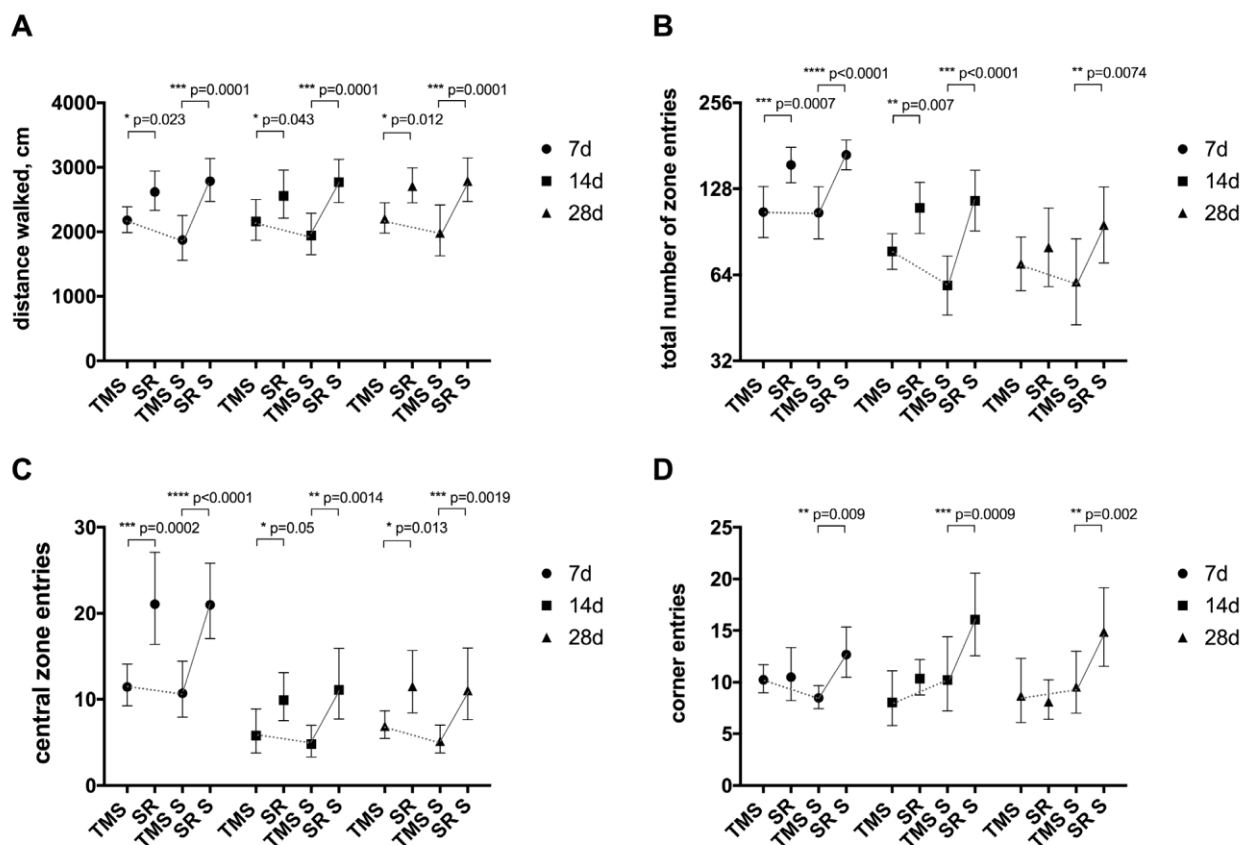 A
*** p=0.0001 *** p=0.0001 *** p=0.0001
* p=0.023 * p=0.043 * p=0.012
distance walked, cm
4000
3000
2000
1000
0
TMS SR TMS S SR S TMS SR TMS S SR S TMS SR TMS S SR S
7d
14d
28d
B
**** p<0.0001 *** p<0.0001 ** p=0.0074
*** p=0.0007 ** p=0.007
total number of zone entries
256
128
64
32
TMS SR TMS S SR S TMS SR TMS S SR S TMS SR TMS S SR S
7d
14d
28d
C
**** p<0.0001 ** p=0.0014 *** p=0.0019
*** p=0.0002 * p=0.05 * p=0.013
central zone entries
30
20
10
0
TMS SR TMS S SR S TMS SR TMS S SR S TMS SR TMS S SR S
7d
14d
28d
D
** p=0.009 *** p=0.0009 ** p=0.002
corner entries
25
20
15
10
5
0
TMS SR TMS S SR S TMS SR TMS S SR S TMS SR TMS S SR S
7d
14d
28d